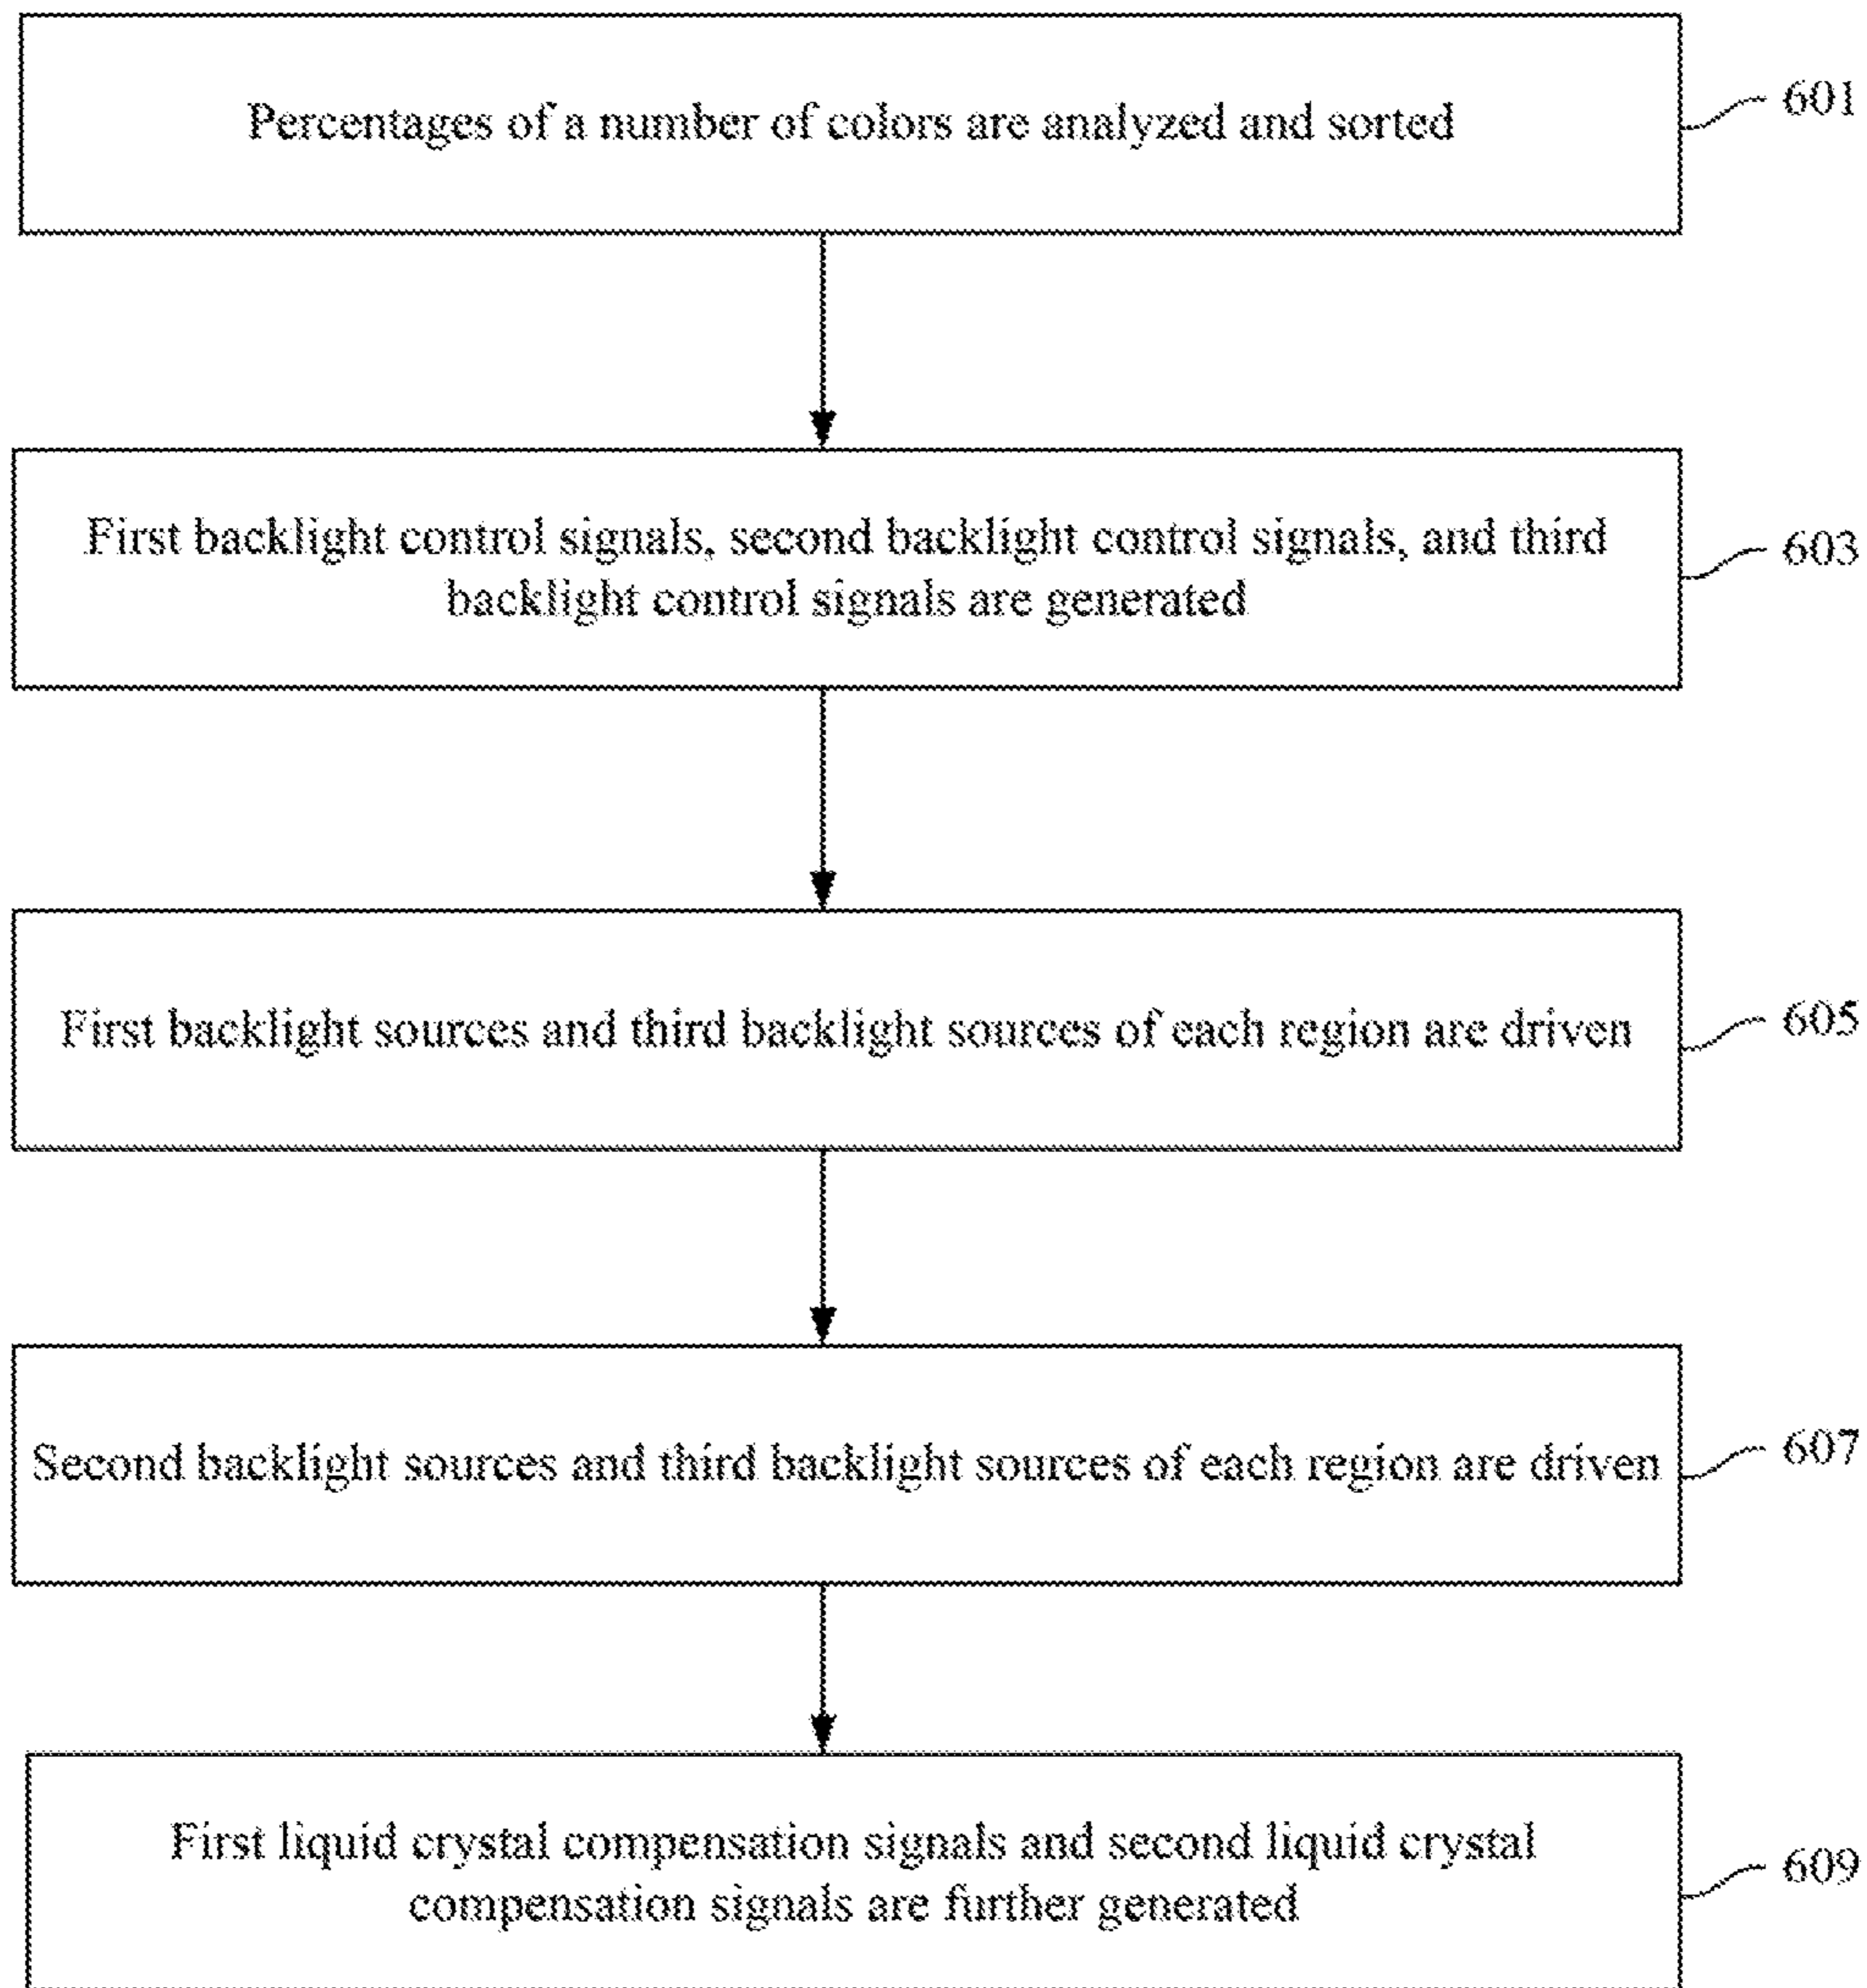 Percentages of a number of colors are analyzed and sorted
601
First backlight control signals, second backlight control signals, and third
backlight control signals are generated
603
First backlight sources and third backlight sources of each region are driven
605
Second backlight sources and third backlight sources of each region are driven
607
First liquid crystal compensation signals and second liquid crystal
compensation signals are further generated
609